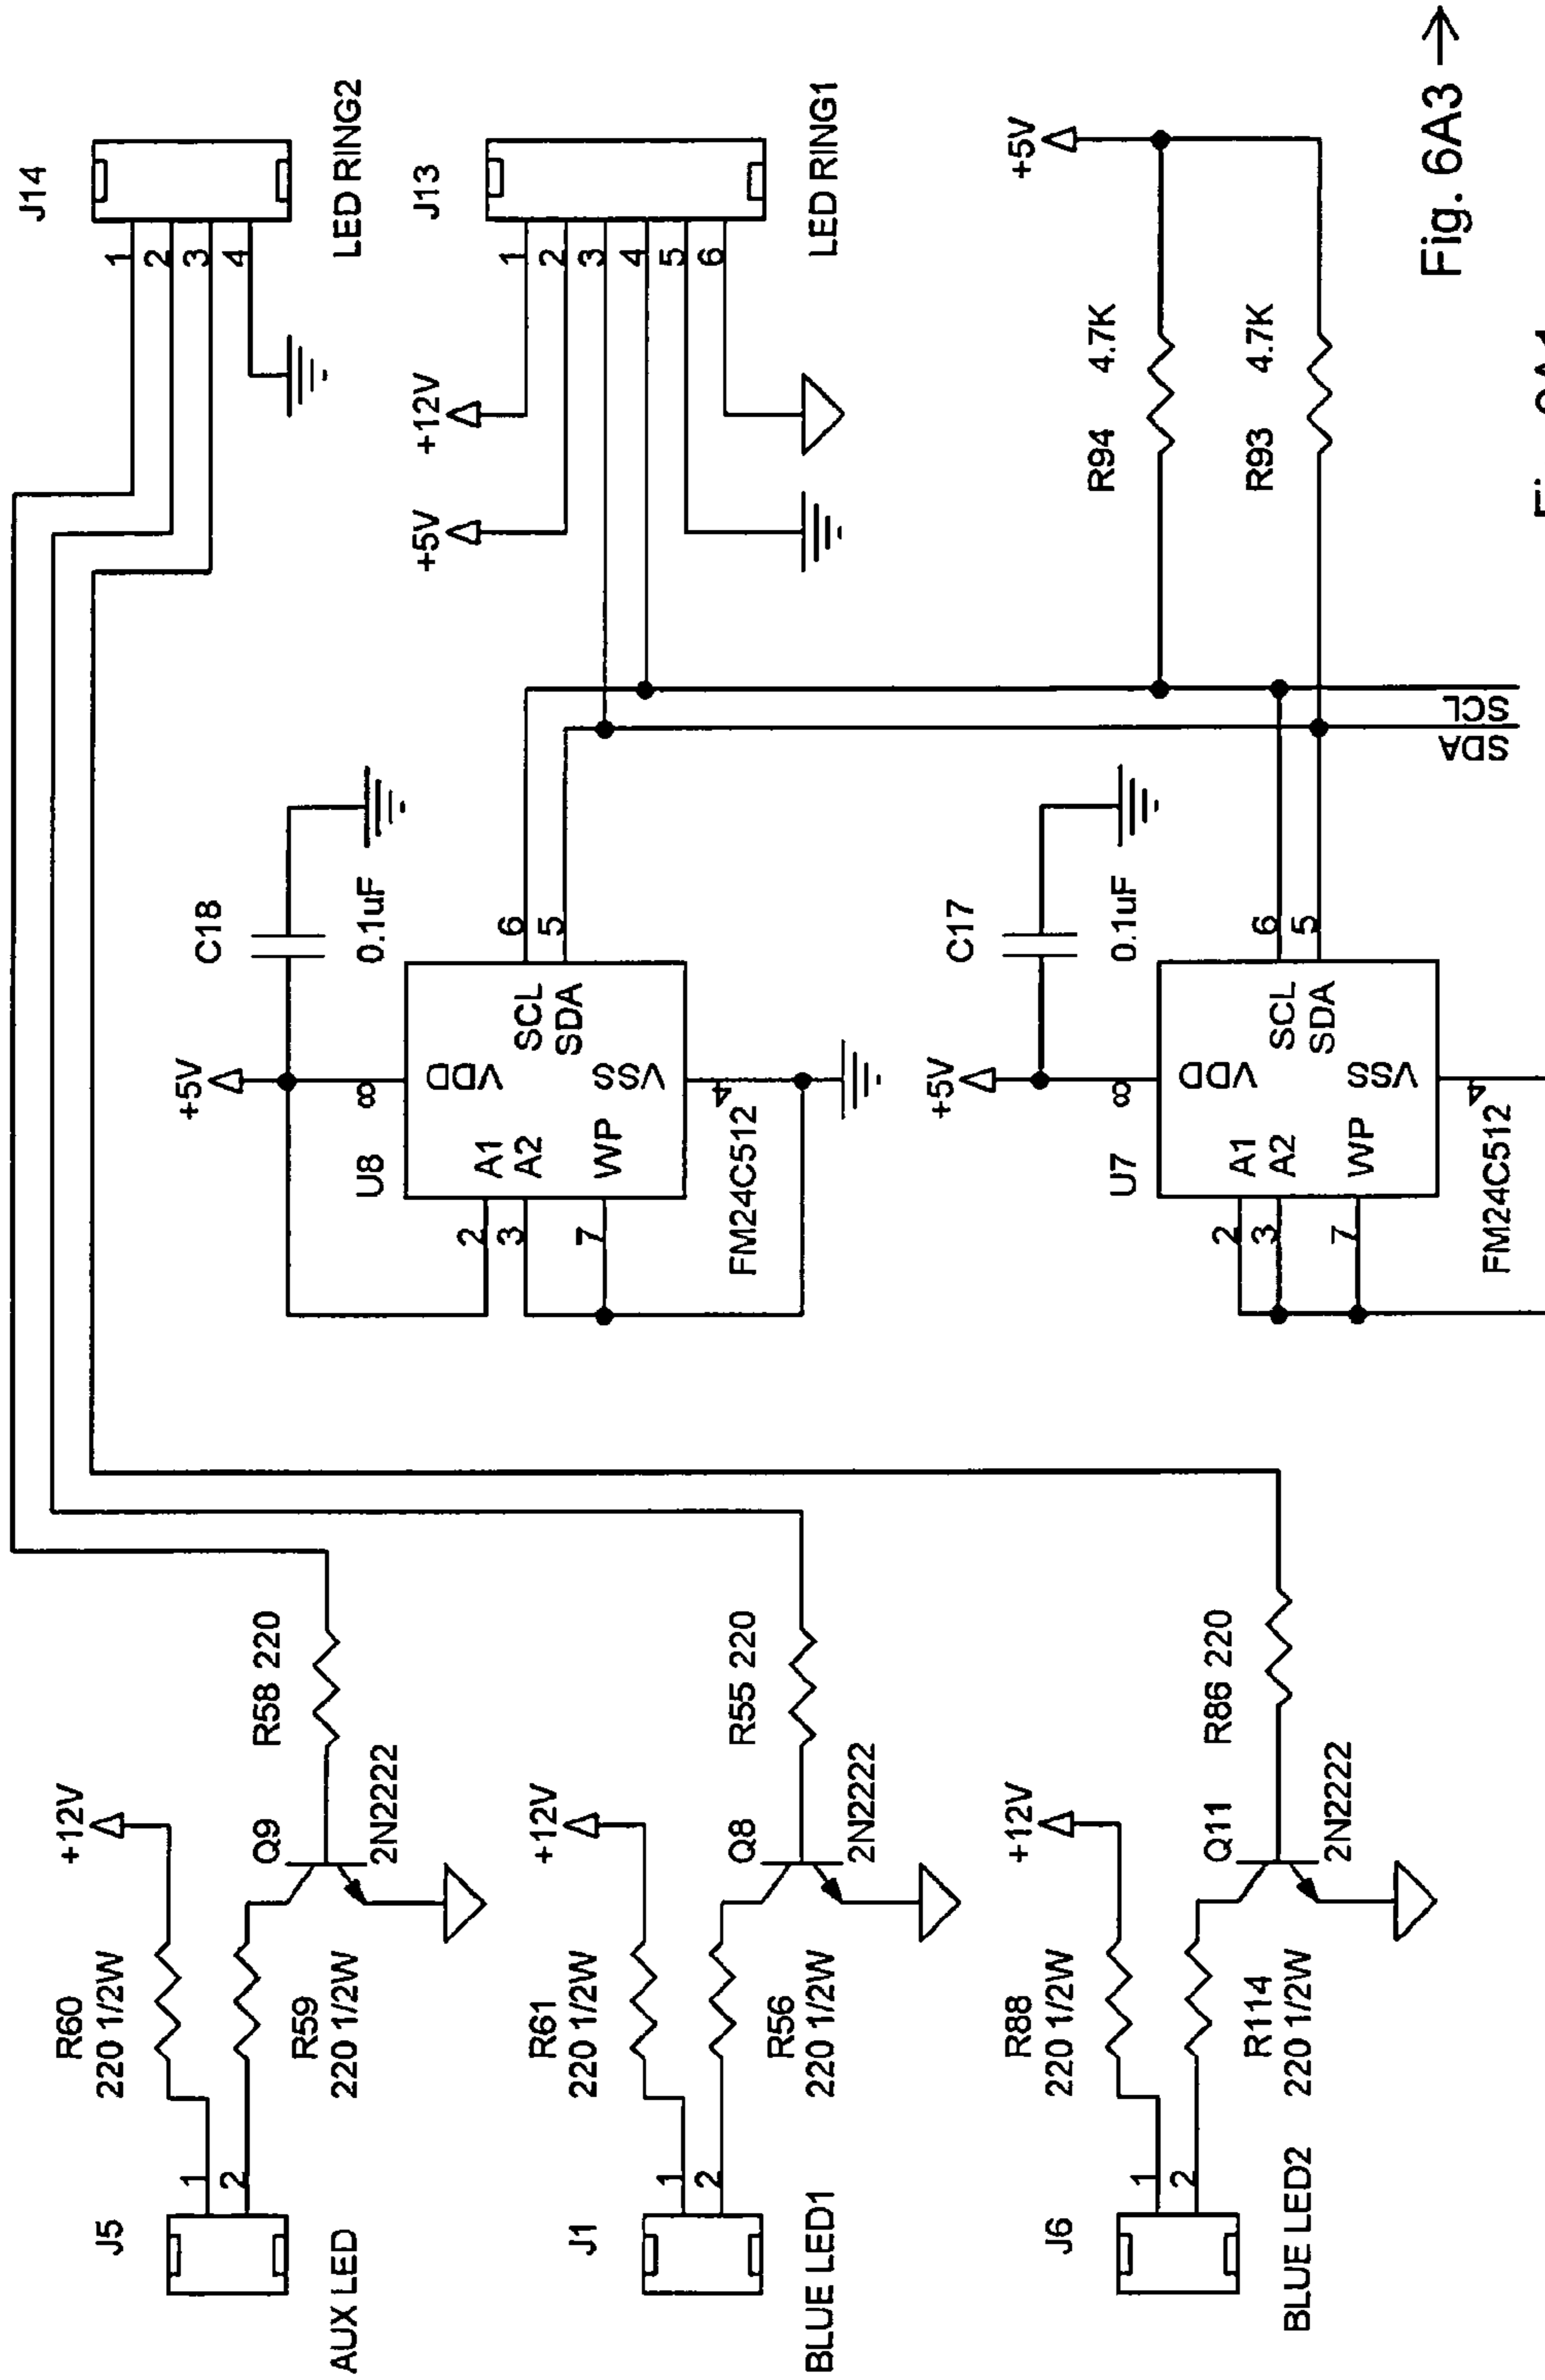 J14
1
2
3
4
LED RING2
J13
+12V
+5V
1
2
3
4
5
6
LED RING1
+5V
R94 4.7K
R93 4.7K
Fig. 6A3 →
C18
0.1uF
+5V
8
U8
VDD
A1
A2
WP
SCL
SDA
VSS
2
3
7
6
5
4
FM24C512
C17
0.1uF
+5V
8
U7
VDD
A1
A2
WP
SCL
SDA
VSS
2
3
7
6
5
4
FM24C512
SCL
SDA
+12V
R60
220 1/2W
J5
1
2
R59
220 1/2W
Q9
2N2222
R58 220
AUX LED
+12V
R61
220 1/2W
J1
1
2
R56
220 1/2W
Q8
2N2222
R55 220
BLUE LED1
+12V
R88
220 1/2W
J6
1
2
R114
220 1/2W
Q11
2N2222
R86 220
BLUE LED2